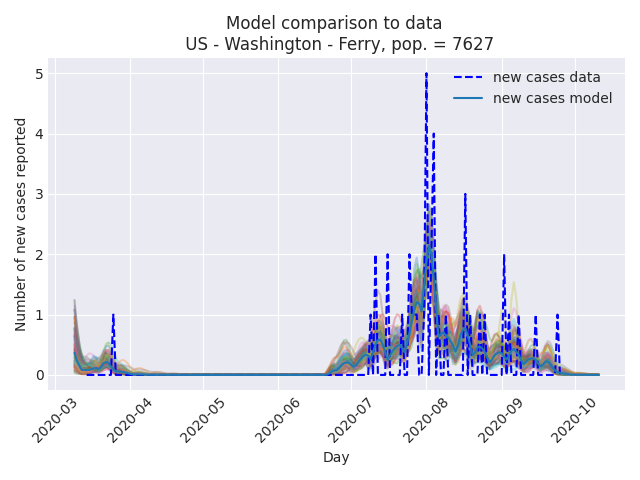 Model comparison to data
US - Washington - Ferry, pop. = 7627
new cases data
new cases model
Number of new cases reported
5
4
3
2
1
0
2020-03
2020-04
2020-05
2020-06
2020-07
2020-08
2020-09
2020-10
Day